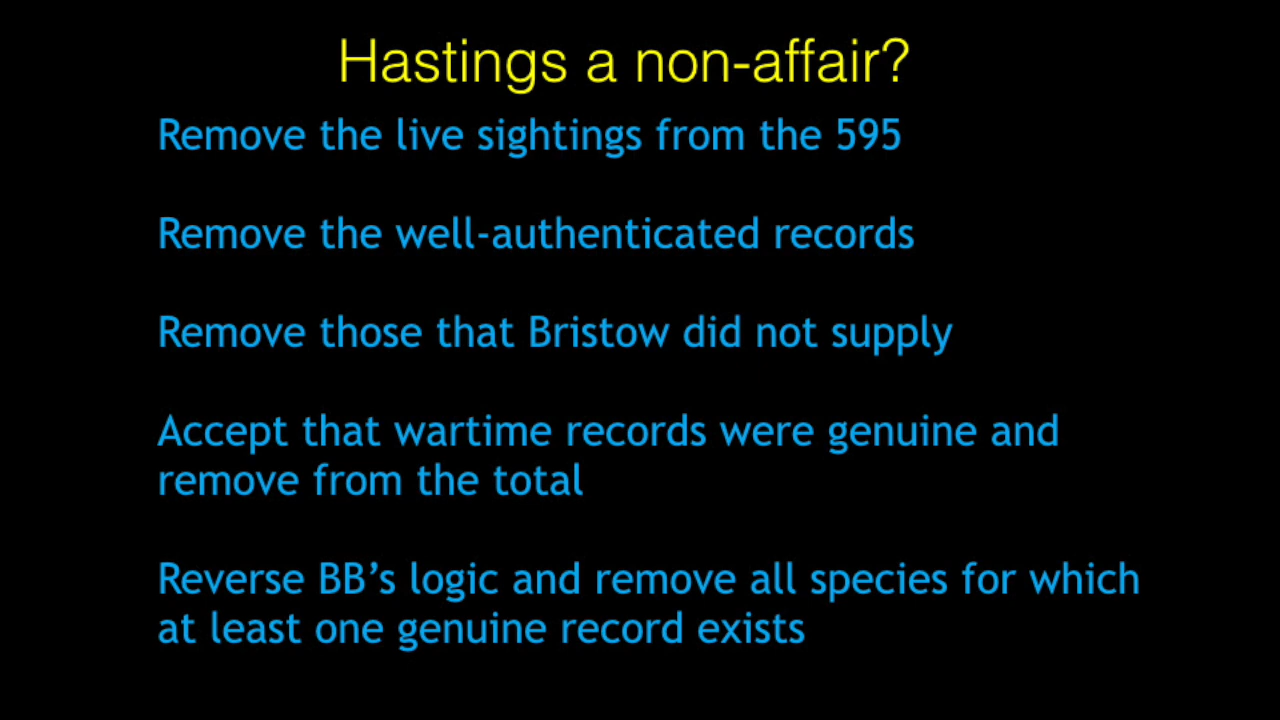 Hastings a non-affair?
Remove the live sightings from the 595
Remove the well-authenticated records
Remove those that Bristow did not supply
Accept that wartime records were genuine and
remove from the total
Reverse BB’s logic and remove all species for which
at least one genuine record exists